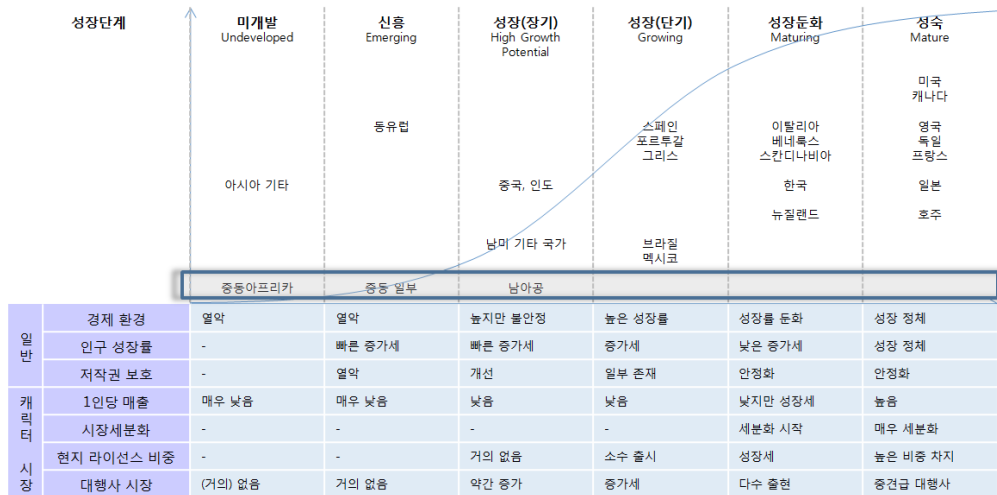 성장단계 미개발 신흥 성장(장기) 성장(단기) 성장둔화 성숙
Undeveloped Emerging High Growth Growing Maturing Mature
Potential
미국
캐나다
동유럽 스페인 이탈리아 영국
포르투갈 베네룩스 독일
그리스 스칸디나비아 프랑스
아시아 기타 중국, 인도 한국 일본
뉴질랜드 호주
남미 기타 국가 브라질
멕시코
중동아프리카 중동 일부 남아공
일반
경제 환경 열악 열악 높지만 불안정 높은 성장률 성장률 둔화 성장 정체
인구 성장률 - 빠른 증가세 빠른 증가세 증가세 낮은 증가세 성장 정체
저작권 보호 - 열악 개선 일부 존재 안정화 안정화
캐릭터 시장
1인당 매출 매우 낮음 매우 낮음 낮음 낮음 낮지만 성장세 높음
시장세분화 - - - - 세분화 시작 매우 세분화
현지 라이선스 비중 - - 거의 없음 소수 출시 성장세 높은 비중 차지
대행사 시장 (거의) 없음 거의 없음 약간 증가 증가세 다수 출현 중견급 대행사